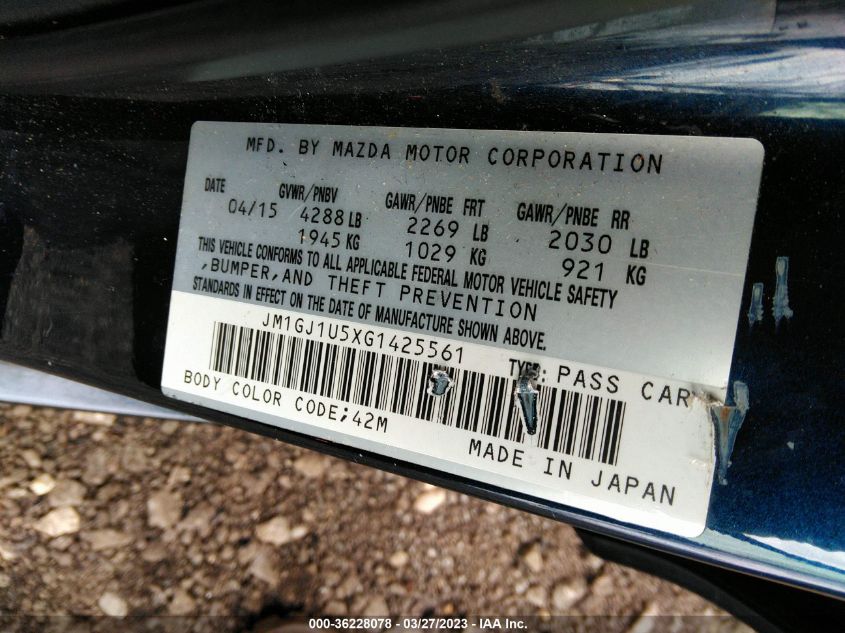 MFD. BY MAZDA MOTOR CORPORATION
DATE GVWR/PNBV GAWR/PNBE FRT GAWR/PNBE RR
04/15 4288 LB 2269 LB 2030 LB
1945 KG 1029 KG 921 KG
THIS VEHICLE CONFORMS TO ALL APPLICABLE FEDERAL MOTOR VEHICLE SAFETY
,BUMPER,AND THEFT PREVENTION
STANDARDS IN EFFECT ON THE DATE OF MANUFACTURE SHOWN ABOVE.
JM1GJ1U5XG1425561 TYPE: PASS CAR
BODY COLOR CODE;42M
MADE IN JAPAN
000-36228078 - 03/27/2023 - IAA Inc.